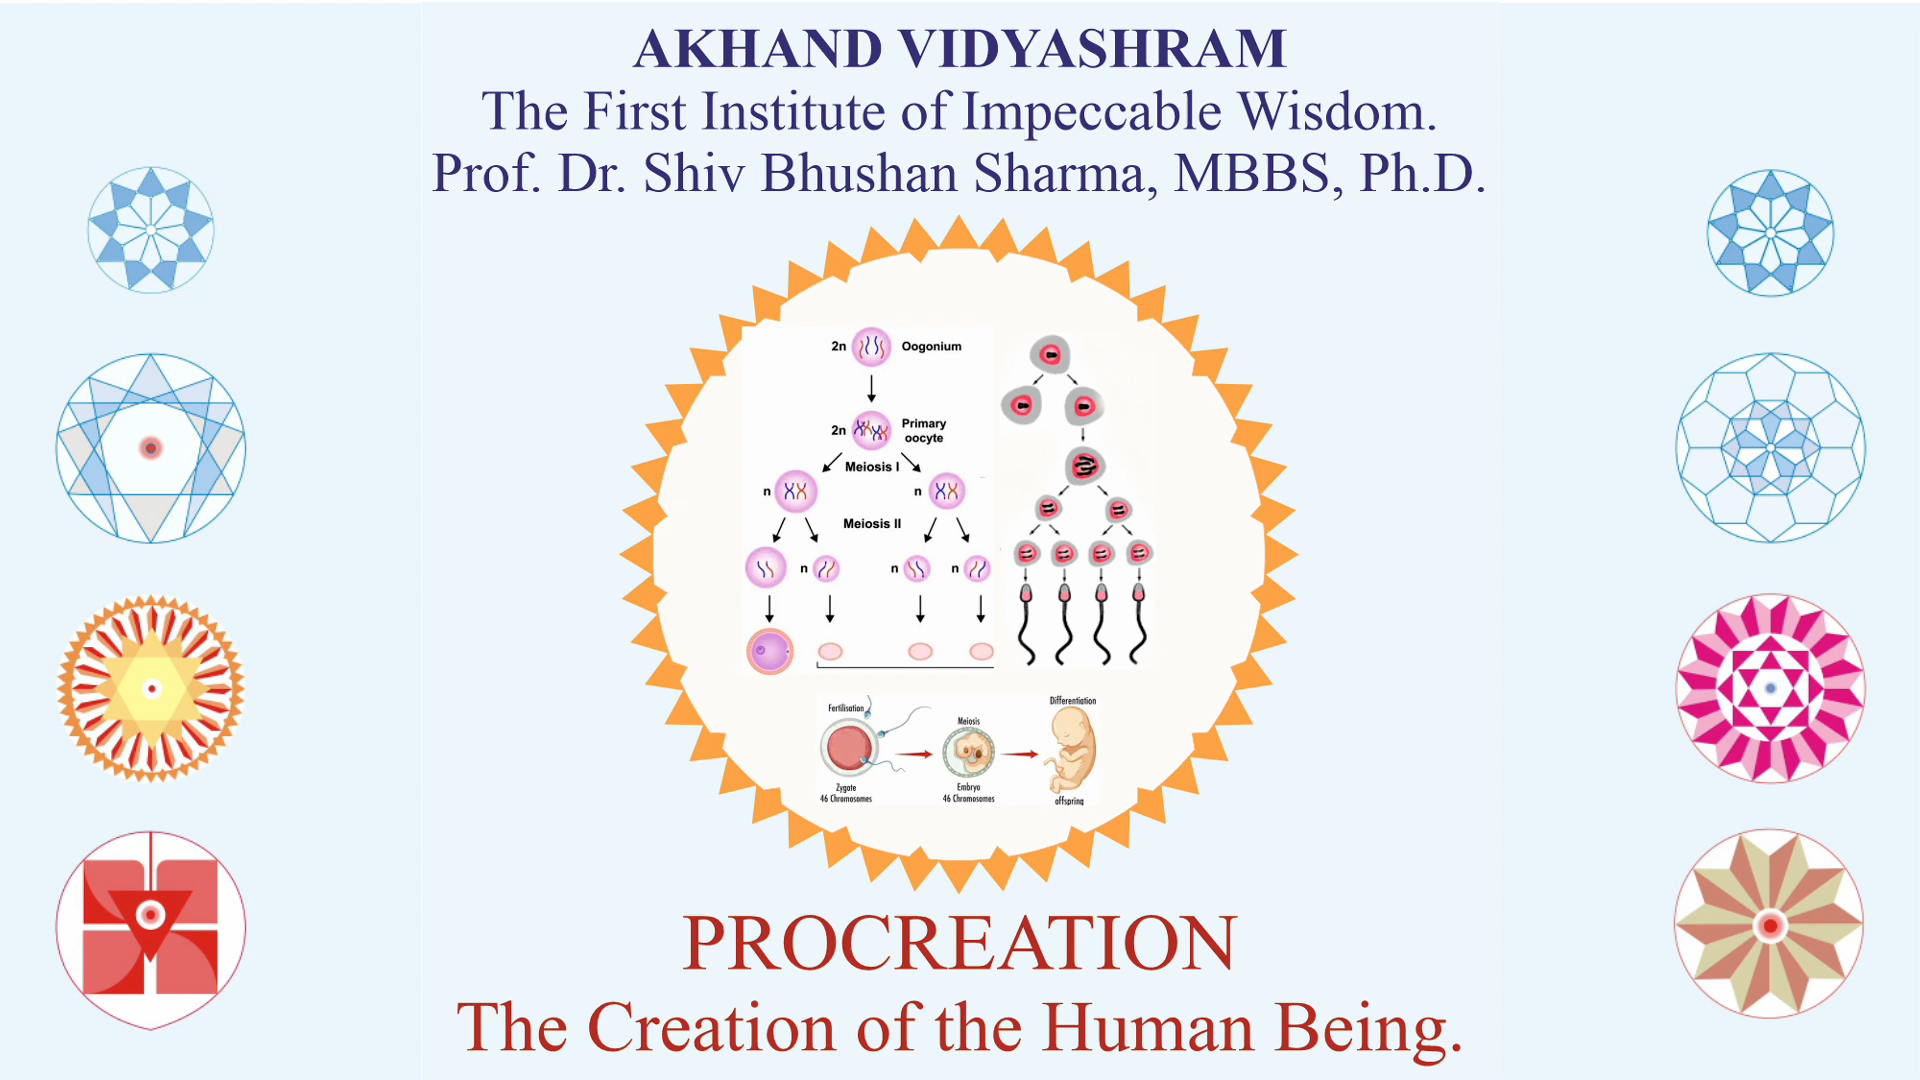 AKHAND VIDYASHRAM
The First Institute of Impeccable Wisdom.
Prof. Dr. Shiv Bhushan Sharma, MBBS, Ph.D.
2n Oogonium
2n Primary
oocyte
Meiosis I
n n
Meiosis II
n n n
Fertilisation
Meiosis
Differentiation
Zygote
46 Chromosomes
Embryo
46 Chromosomes
offspring
PROCREATION
The Creation of the Human Being.